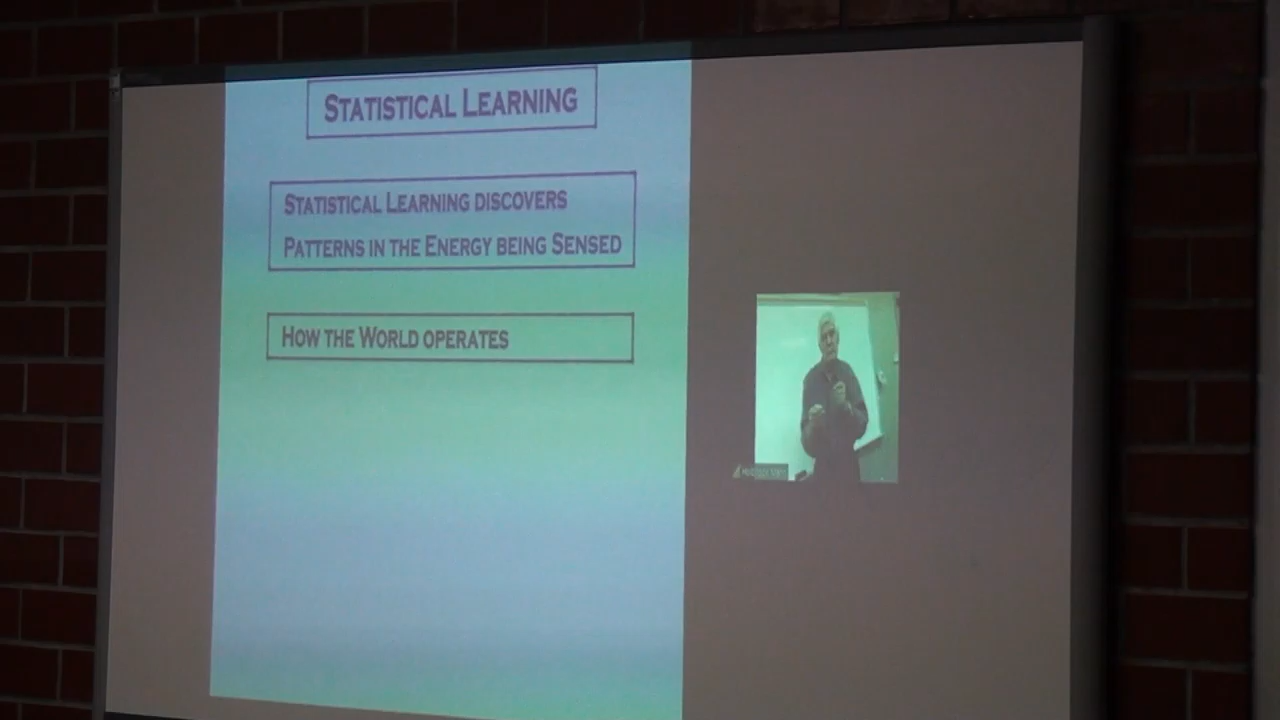 STATISTICAL LEARNING
STATISTICAL LEARNING DISCOVERS
PATTERNS IN THE ENERGY BEING SENSED
HOW THE WORLD OPERATES